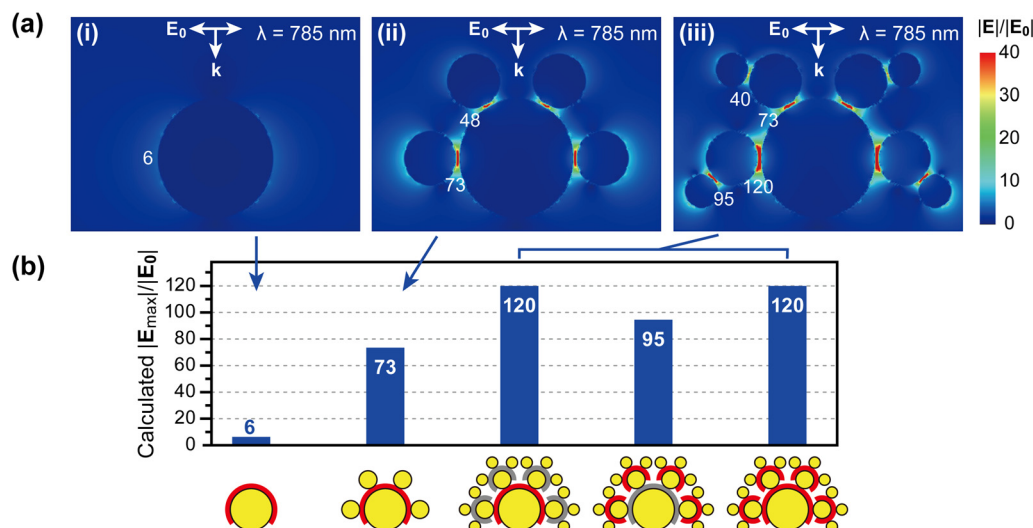 (a)
(i)
E₀
k
λ = 785 nm
6
(ii)
E₀
k
λ = 785 nm
48
73
(iii)
E₀
k
λ = 785 nm
40
73
120
95
|E|/|E₀|
40
30
20
10
0
(b)
Calculated |Eₘₐₓ|/|E₀|
120
100
80
60
40
20
0
6
73
120
95
120